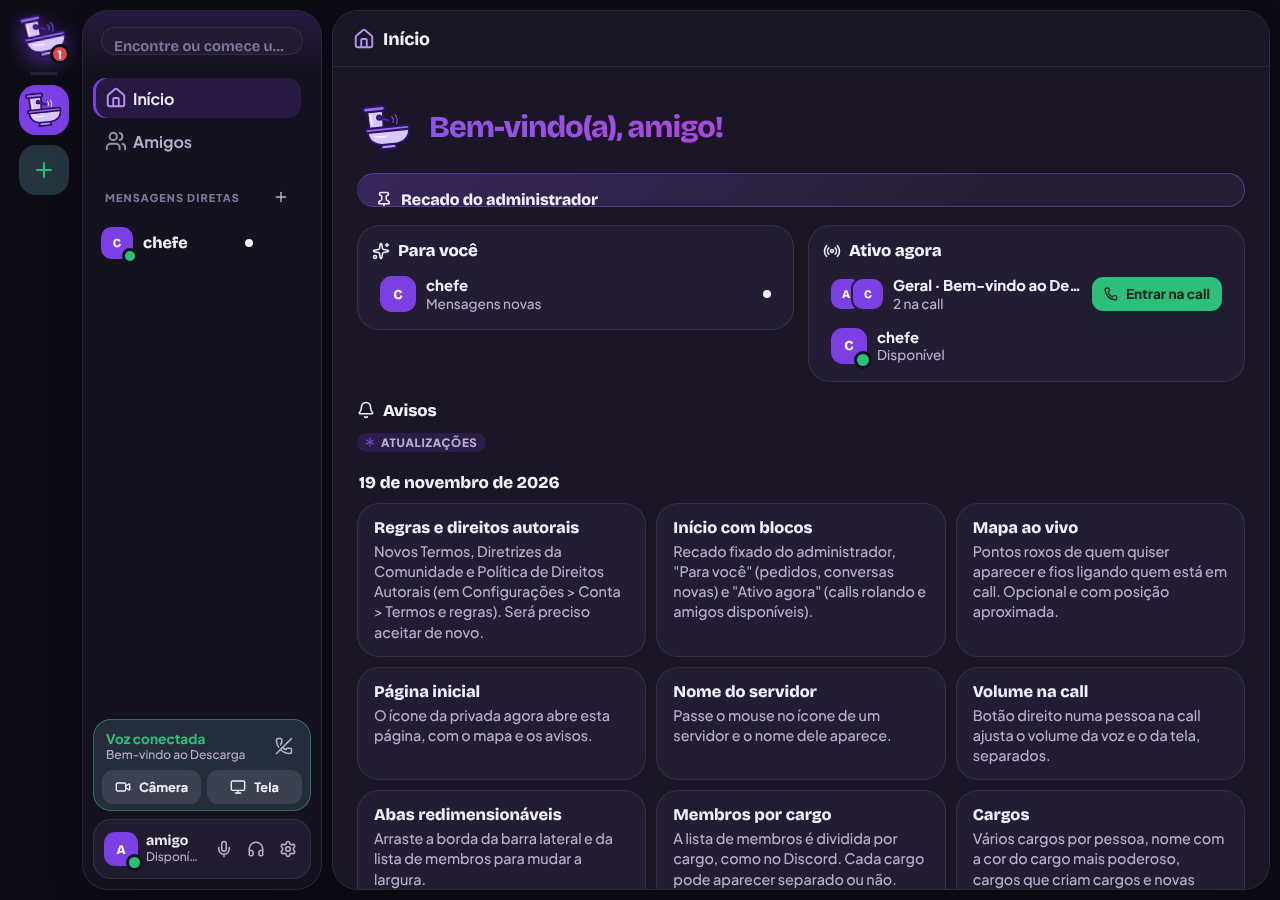 1
Encontre ou comece u...
Início
Amigos
MENSAGENS DIRETAS
C
chefe
Voz conectada
Bem-vindo ao Descarga
Câmera
Tela
A
amigo
Disponí...
Início
Bem-vindo(a), amigo!
Recado do administrador
Para você
C
chefe
Mensagens novas
Ativo agora
A
C
Geral · Bem-vindo ao De...
2 na call
Entrar na call
C
chefe
Disponível
Avisos
ATUALIZAÇÕES
19 de novembro de 2026
Regras e direitos autorais
Novos Termos, Diretrizes da
Comunidade e Política de Direitos
Autorais (em Configurações > Conta
> Termos e regras). Será preciso
aceitar de novo.
Início com blocos
Recado fixado do administrador,
"Para você" (pedidos, conversas
novas) e "Ativo agora" (calls rolando e
amigos disponíveis).
Mapa ao vivo
Pontos roxos de quem quiser
aparecer e fios ligando quem está em
call. Opcional e com posição
aproximada.
Página inicial
O ícone da privada agora abre esta
página, com o mapa e os avisos.
Nome do servidor
Passe o mouse no ícone de um
servidor e o nome dele aparece.
Volume na call
Botão direito numa pessoa na call
ajusta o volume da voz e o da tela,
separados.
Abas redimensionáveis
Arraste a borda da barra lateral e da
lista de membros para mudar a
largura.
Membros por cargo
A lista de membros é dividida por
cargo, como no Discord. Cada cargo
pode aparecer separado ou não.
Cargos
Vários cargos por pessoa, nome com
a cor do cargo mais poderoso,
cargos que criam cargos e novas